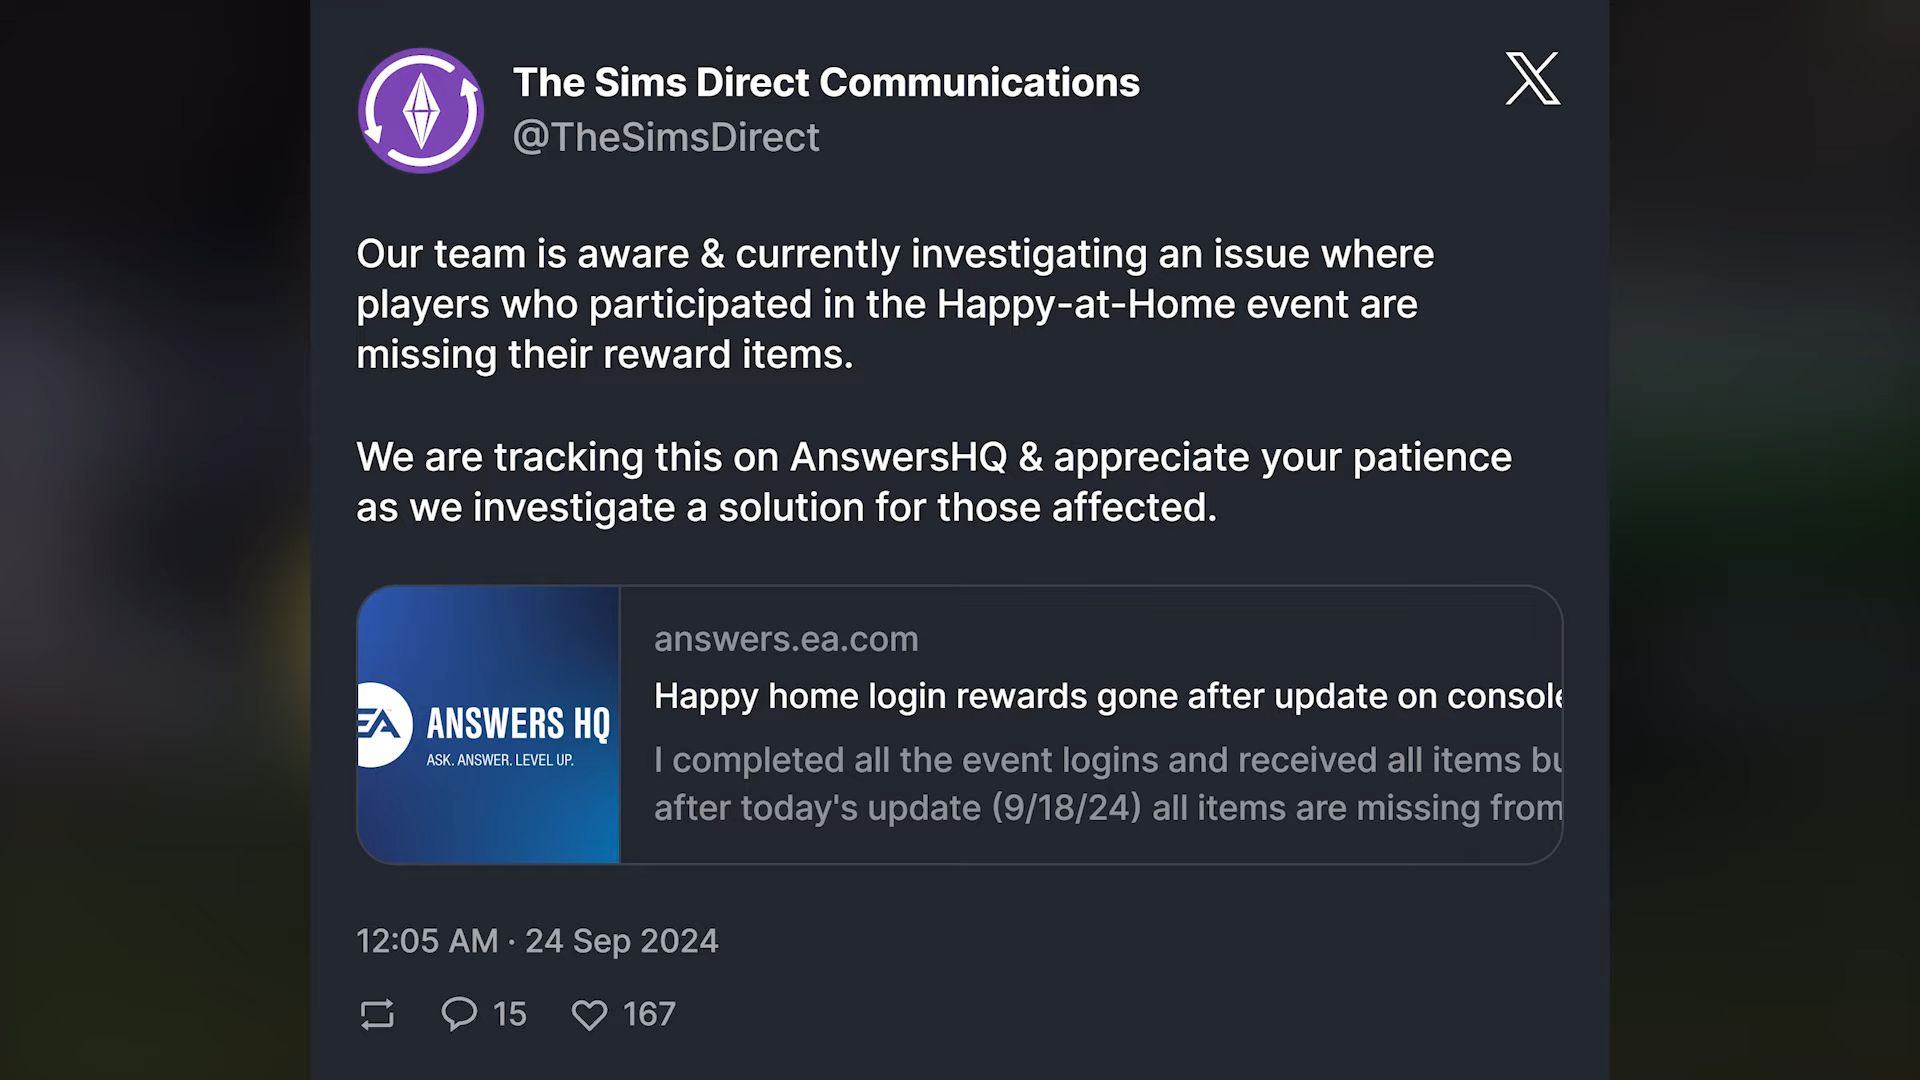 The Sims Direct Communications
@TheSimsDirect
Our team is aware & currently investigating an issue where
players who participated in the Happy-at-Home event are
missing their reward items.
We are tracking this on AnswersHQ & appreciate your patience
as we investigate a solution for those affected.
EA ANSWERS HQ
ASK. ANSWER. LEVEL UP.
answers.ea.com
Happy home login rewards gone after update on console
I completed all the event logins and received all items bu
after today's update (9/18/24) all items are missing from
12:05 AM · 24 Sep 2024
15 167